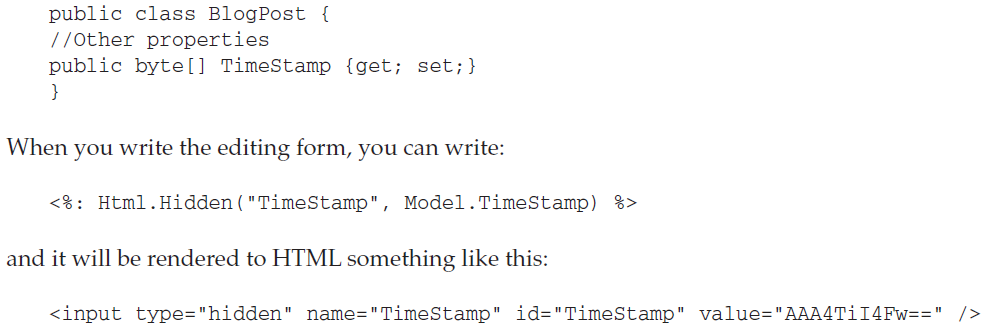 public class BlogPost {
//Other properties
public byte[] TimeStamp {get; set;}
}
When you write the editing form, you can write:
<%: Html.Hidden("TimeStamp", Model.TimeStamp) %>
and it will be rendered to HTML something like this:
<input type="hidden" name="TimeStamp" id="TimeStamp" value="AAA4TiI4Fw==" />